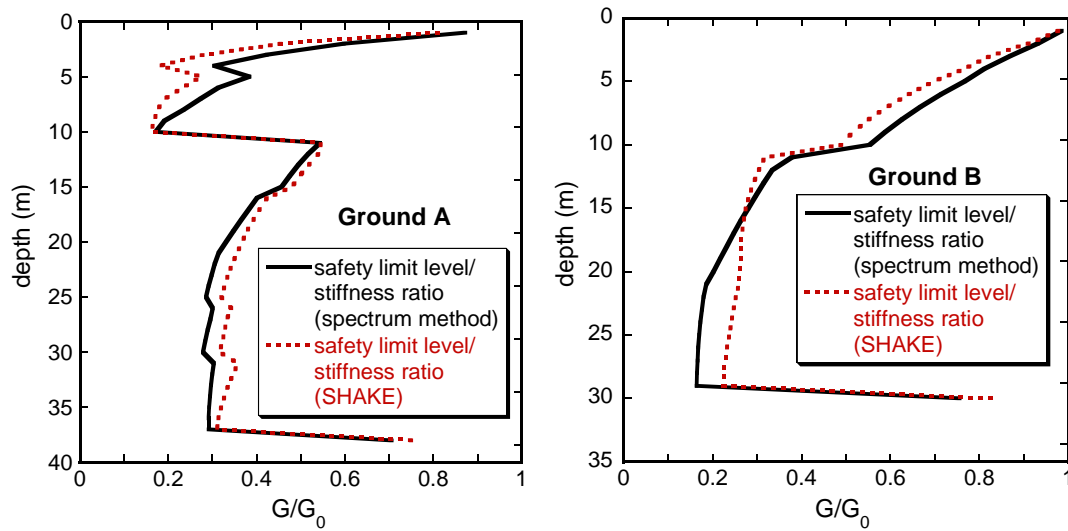 0
5
10
15
20
25
30
35
40
depth (m)
0 0.2 0.4 0.6 0.8 1
G/G0
Ground A
safety limit level/
stiffness ratio
(spectrum method)
safety limit level/
stiffness ratio
(SHAKE)
0
5
10
15
20
25
30
35
depth (m)
0 0.2 0.4 0.6 0.8 1
G/G0
Ground B
safety limit level/
stiffness ratio
(spectrum method)
safety limit level/
stiffness ratio
(SHAKE)